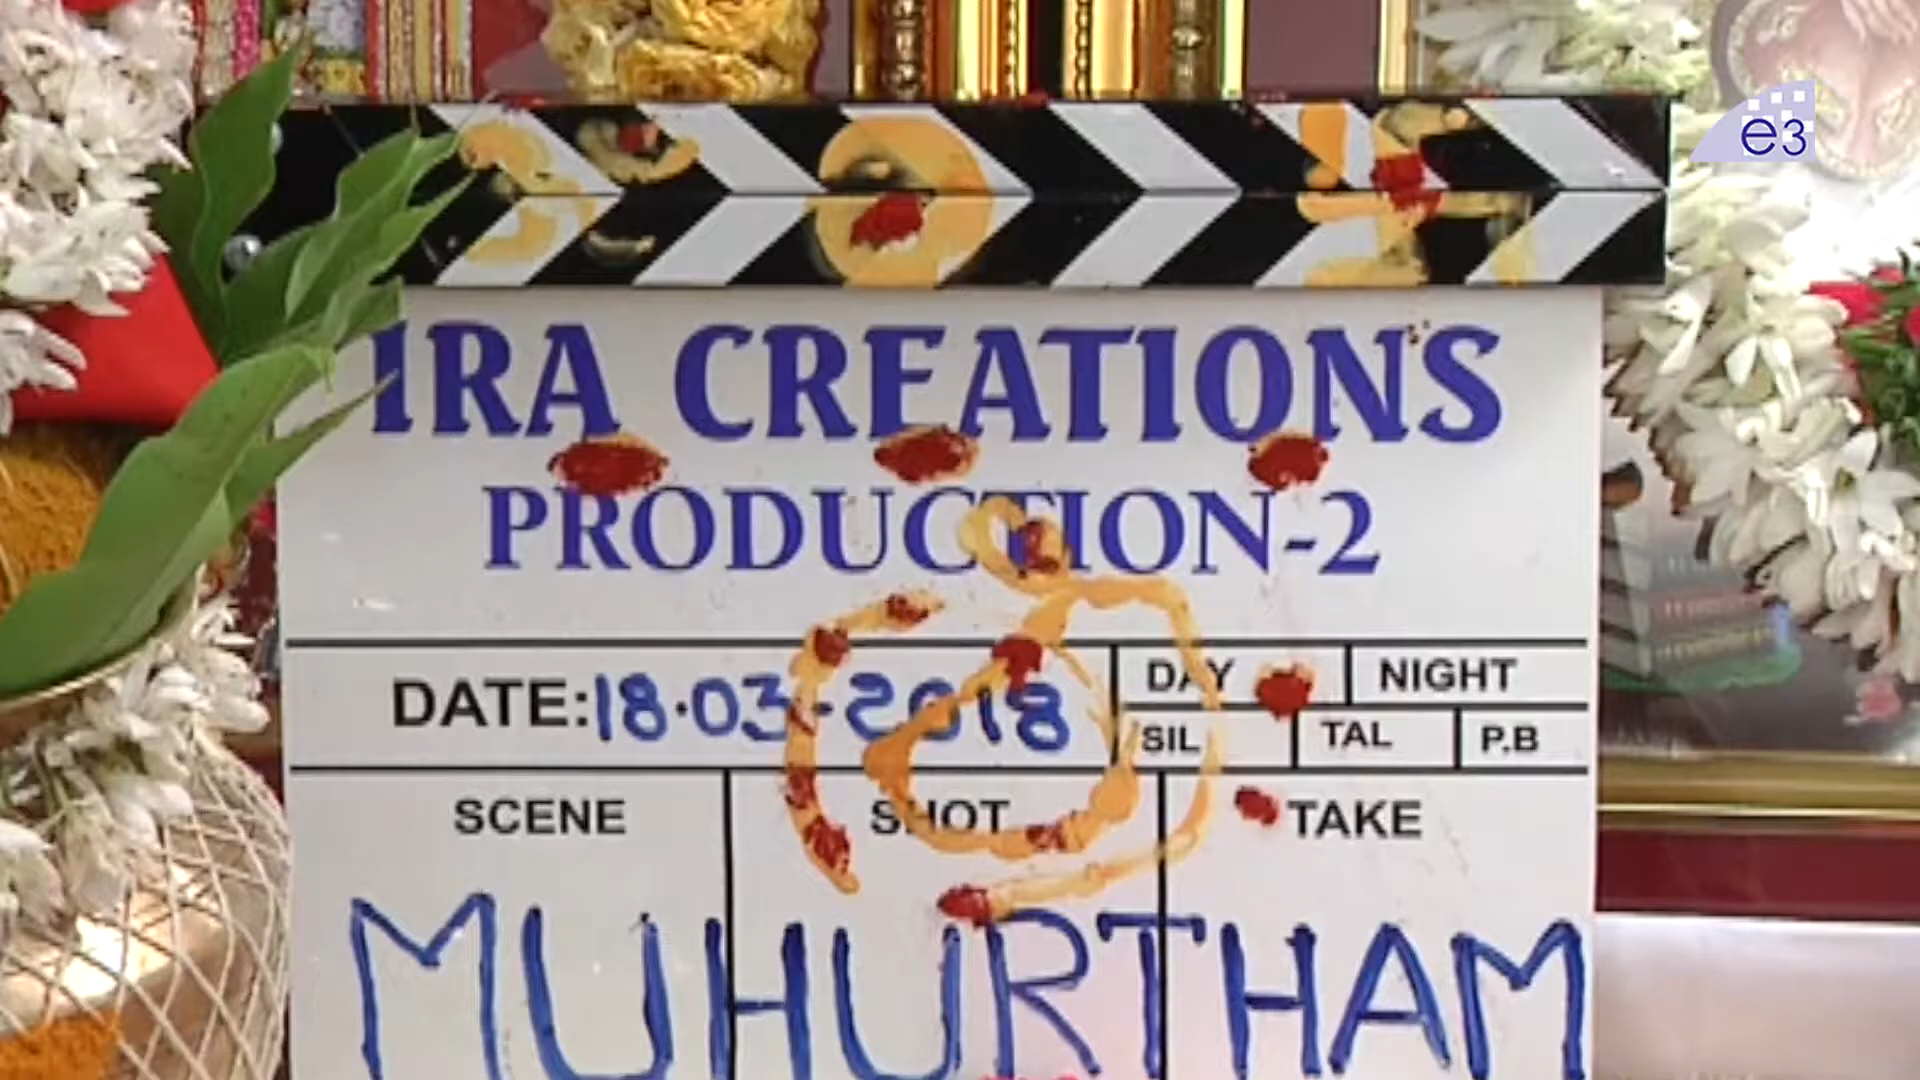 e3
IRA CREATIONS
PRODUCTION-2
DATE: 18·03-2018
DAY
NIGHT
SIL
TAL
P.B
SCENE
SHOT
TAKE
MUHURTHAM